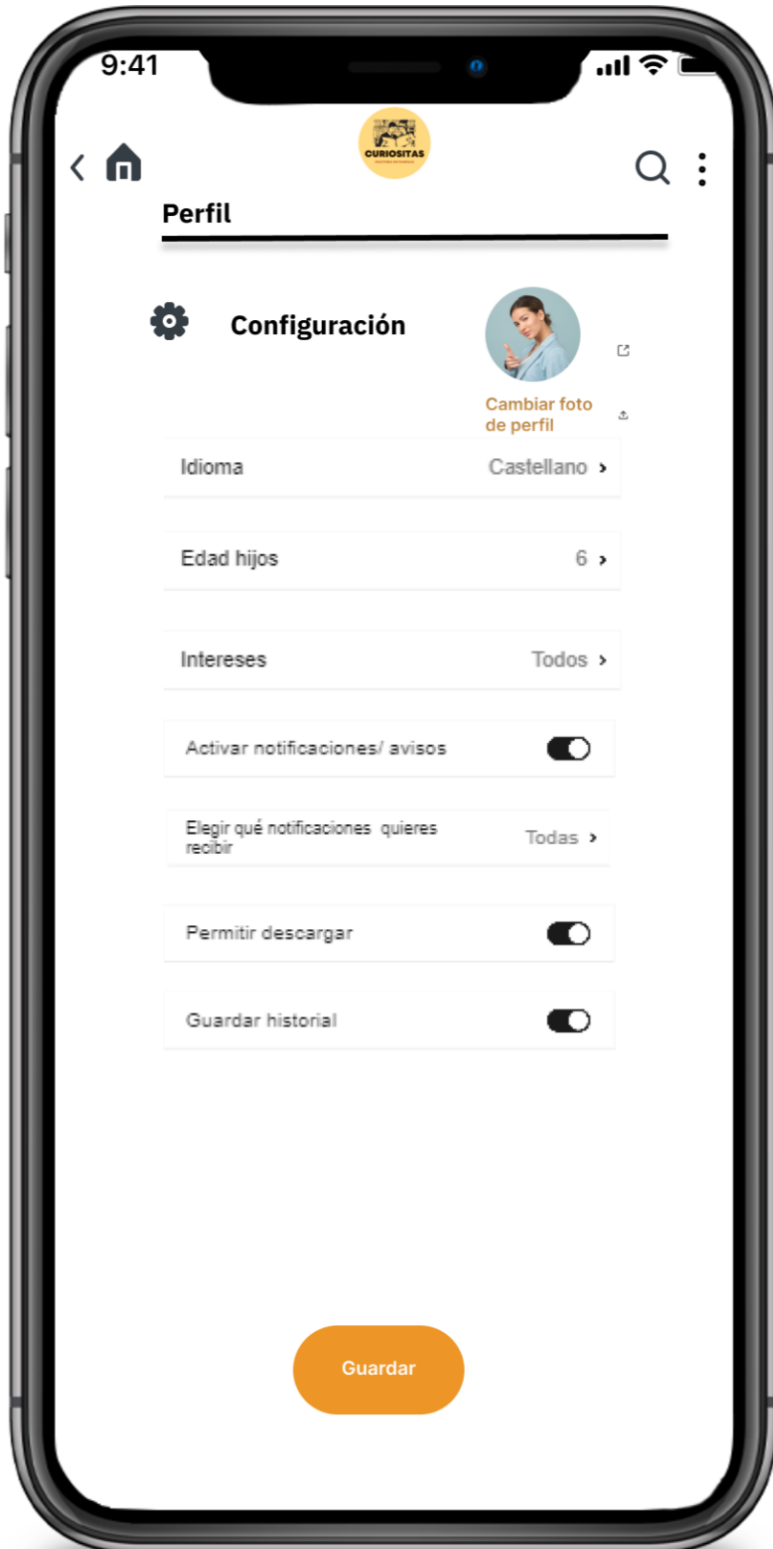 9:41
CURIOSITAS
Perfil
Configuración
Cambiar foto
de perfil
Idioma
Castellano
Edad hijos
6
Intereses
Todos
Activar notificaciones/ avisos
Elegir qué notificaciones quieres
recibir
Todas
Permitir descargar
Guardar historial
Guardar